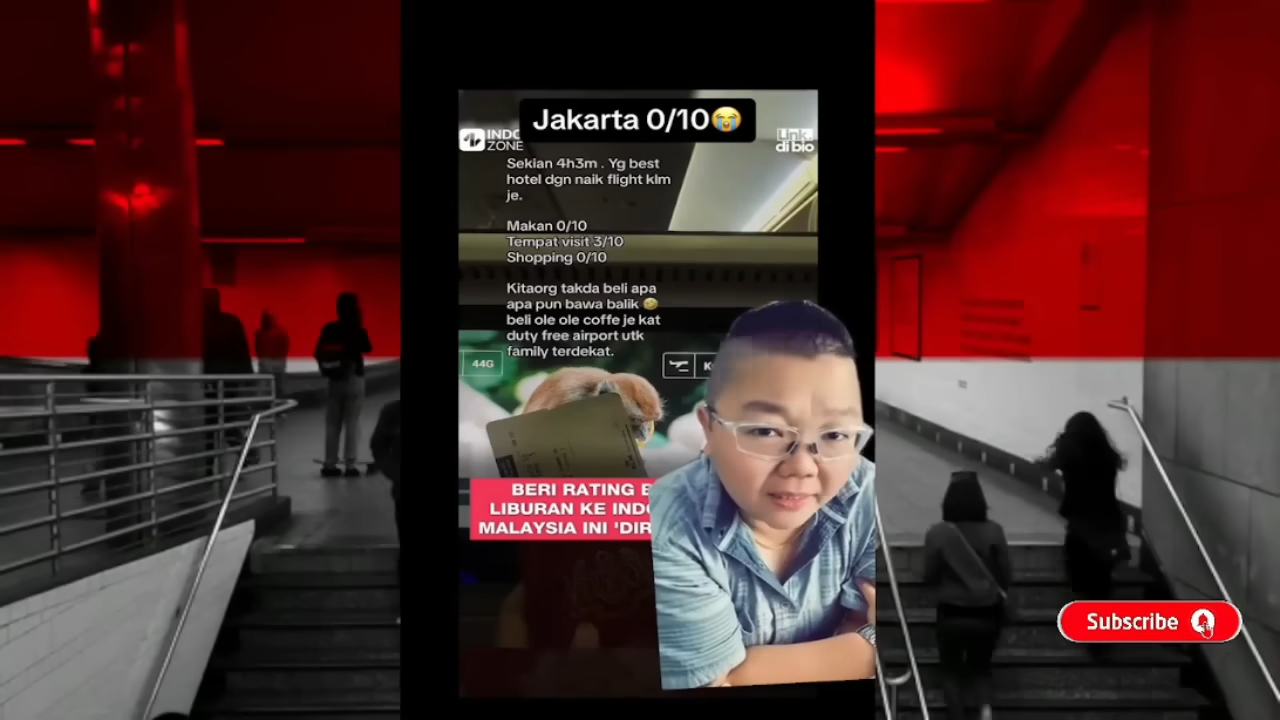 Jakarta 0/10😭
INDO
ZONE
Link.
di bio
Sekian 4h3m . Yg best
hotel dgn naik flight klm
je.
Makan 0/10
Tempat visit 3/10
Shopping 0/10
Kitaorg takda beli apa
apa pun bawa balik 🤣
beli ole ole coffe je kat
duty free airport utk
family terdekat.
44G
BERI RATING
LIBURAN KE
MALAYSIA INI
Subscribe